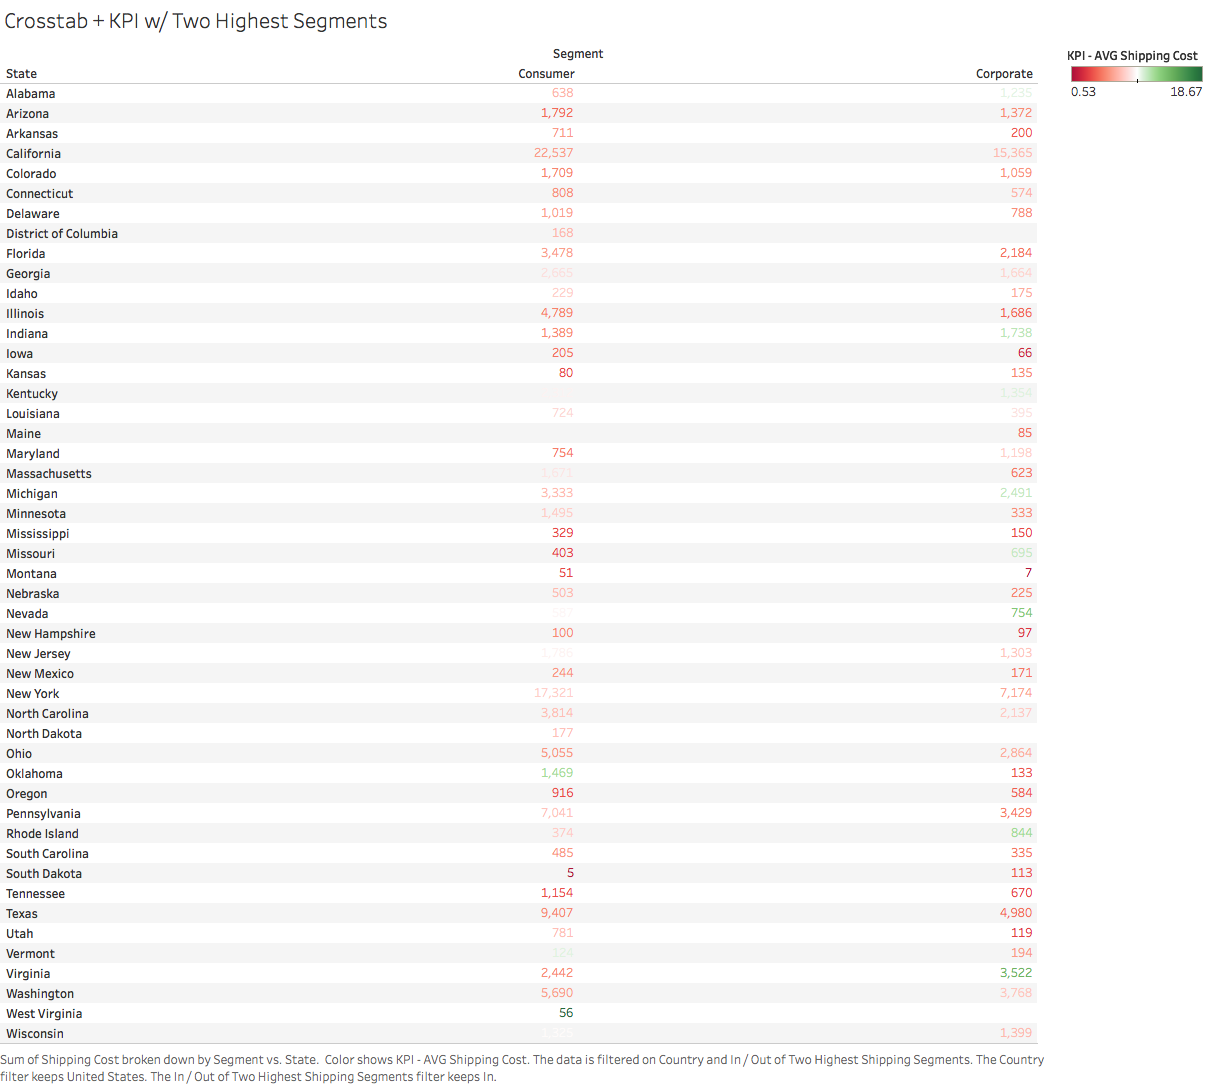 Crosstab + KPI w/ Two Highest Segments
Segment
KPI - AVG Shipping Cost
State Consumer Corporate
0.53 18.67
Alabama 638 1,235
Arizona 1,792 1,372
Arkansas 711 200
California 22,537 15,365
Colorado 1,709 1,059
Connecticut 808 574
Delaware 1,019 788
District of Columbia 168
Florida 3,478 2,184
Georgia 2,665 1,664
Idaho 229 175
Illinois 4,789 1,686
Indiana 1,389 1,738
Iowa 205 66
Kansas 80 135
Kentucky 1,354
Louisiana 724 395
Maine 85
Maryland 754 1,198
Massachusetts 1,671 623
Michigan 3,333 2,491
Minnesota 1,495 333
Mississippi 329 150
Missouri 403 695
Montana 51 7
Nebraska 503 225
Nevada 754
New Hampshire 100 97
New Jersey 1,786 1,303
New Mexico 244 171
New York 17,321 7,174
North Carolina 3,814 2,137
North Dakota 177
Ohio 5,055 2,864
Oklahoma 1,469 133
Oregon 916 584
Pennsylvania 7,041 3,429
Rhode Island 374 844
South Carolina 485 335
South Dakota 5 113
Tennessee 1,154 670
Texas 9,407 4,980
Utah 781 119
Vermont 124 194
Virginia 2,442 3,522
Washington 5,690 3,768
West Virginia 56
Wisconsin 1,399
Sum of Shipping Cost broken down by Segment vs. State. Color shows KPI - AVG Shipping Cost. The data is filtered on Country and In / Out of Two Highest Shipping Segments. The Country
filter keeps United States. The In / Out of Two Highest Shipping Segments filter keeps In.